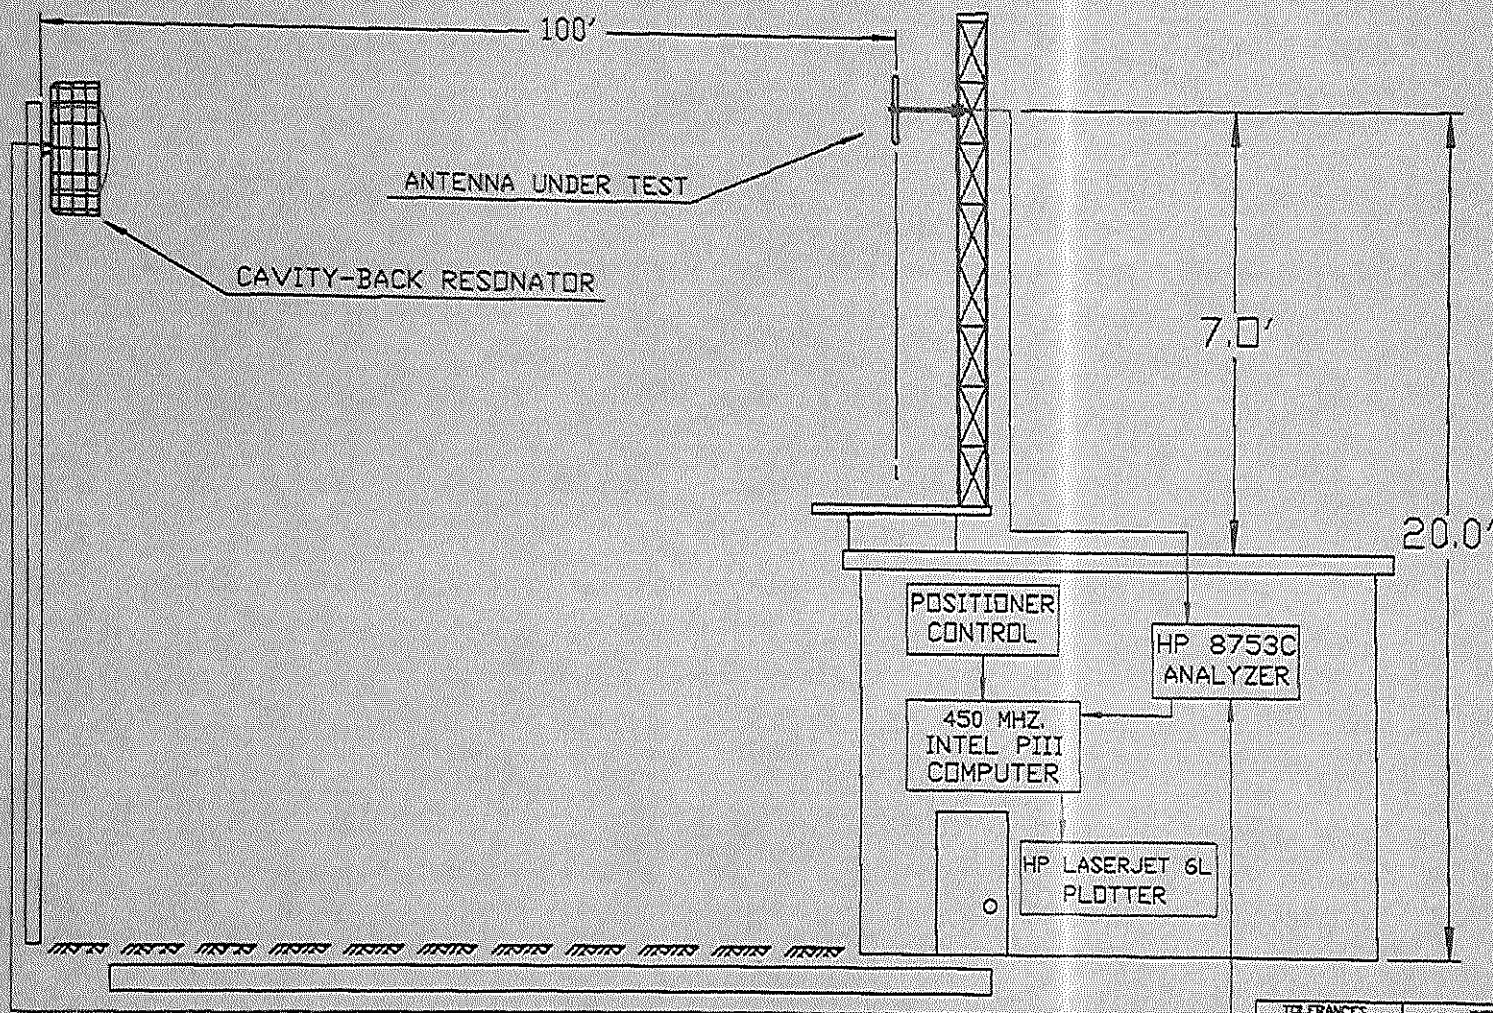 100'
ANTENNA UNDER TEST
CAVITY-BACK RESONATOR
7.0'
20.0'
POSITIONER
CONTROL
HP 8753C
ANALYZER
450 MHZ.
INTEL PIII
COMPUTER
HP LASERJET 6L
PLOTTER
TOLERANCES